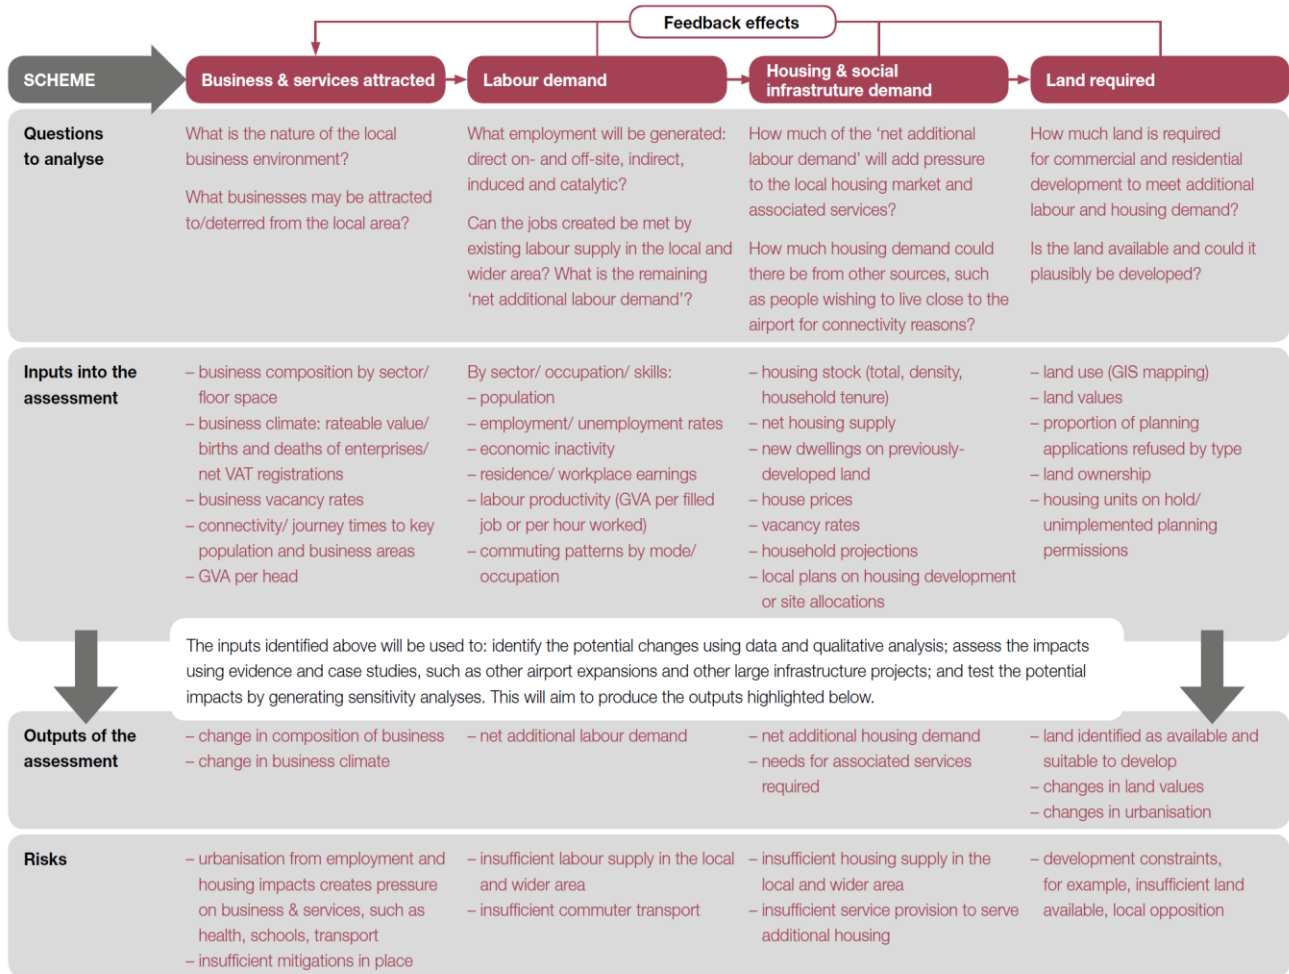 Feedback effects
SCHEME
Business & services attracted
Labour demand
Housing & social
infrastruture demand
Land required
Questions
to analyse
What is the nature of the local
business environment?
What businesses may be attracted
to/deterred from the local area?
What employment will be generated:
direct on- and off-site, indirect,
induced and catalytic?
Can the jobs created be met by
existing labour supply in the local and
wider area? What is the remaining
‘net additional labour demand’?
How much of the ‘net additional
labour demand’ will add pressure
to the local housing market and
associated services?
How much housing demand could
there be from other sources, such
as people wishing to live close to the
airport for connectivity reasons?
How much land is required
for commercial and residential
development to meet additional
labour and housing demand?
Is the land available and could it
plausibly be developed?
Inputs into the
assessment
– business composition by sector/
floor space
– business climate: rateable value/
births and deaths of enterprises/
net VAT registrations
– business vacancy rates
– connectivity/ journey times to key
population and business areas
– GVA per head
By sector/ occupation/ skills:
– population
– employment/ unemployment rates
– economic inactivity
– residence/ workplace earnings
– labour productivity (GVA per filled
job or per hour worked)
– commuting patterns by mode/
occupation
– housing stock (total, density,
household tenure)
– net housing supply
– new dwellings on previously-
developed land
– house prices
– vacancy rates
– household projections
– local plans on housing development
or site allocations
– land use (GIS mapping)
– land values
– proportion of planning
applications refused by type
– land ownership
– housing units on hold/
unimplemented planning
permissions
The inputs identified above will be used to: identify the potential changes using data and qualitative analysis; assess the impacts
using evidence and case studies, such as other airport expansions and other large infrastructure projects; and test the potential
impacts by generating sensitivity analyses. This will aim to produce the outputs highlighted below.
Outputs of the
assessment
– change in composition of business
– change in business climate
– net additional labour demand
– net additional housing demand
– needs for associated services
required
– land identified as available and
suitable to develop
– changes in land values
– changes in urbanisation
Risks
– urbanisation from employment and
housing impacts creates pressure
on business & services, such as
health, schools, transport
– insufficient mitigations in place
– insufficient labour supply in the local
and wider area
– insufficient commuter transport
– insufficient housing supply in the
local and wider area
– insufficient service provision to serve
additional housing
– development constraints,
for example, insufficient land
available, local opposition